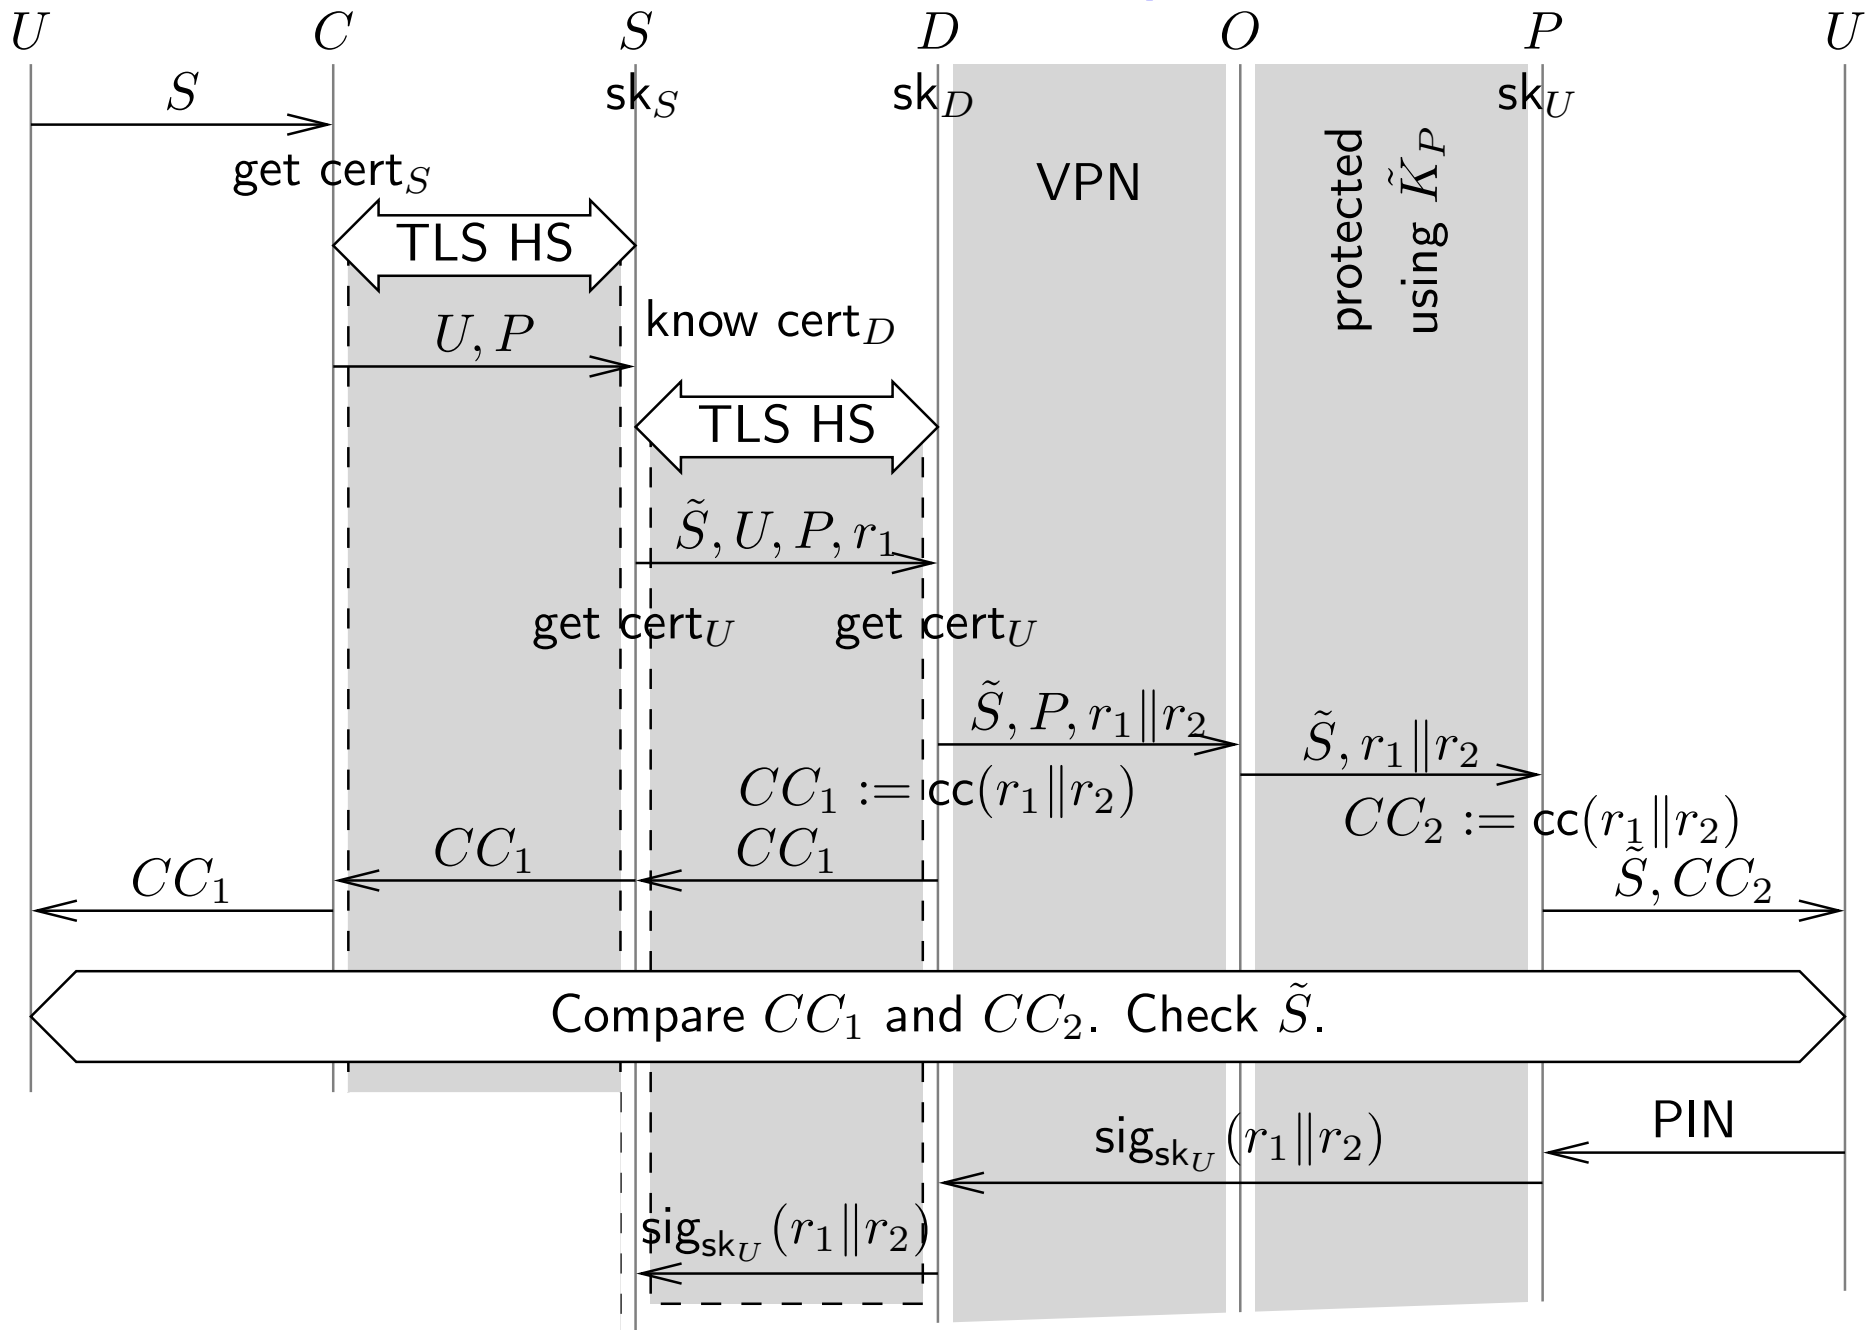 U C S D O P U
S sk_S sk_D sk_U
get cert_S
VPN
protected
using K̃_P
TLS HS
U, P
know cert_D
TLS HS
S̃, U, P, r_1
get cert_U get cert_U
S̃, P, r_1‖r_2
S̃, r_1‖r_2
CC_1 := cc(r_1‖r_2)
CC_2 := cc(r_1‖r_2)
CC_1 CC_1 CC_1
S̃, CC_2
Compare CC_1 and CC_2. Check S̃.
PIN
sig_{sk_U}(r_1‖r_2)
sig_{sk_U}(r_1‖r_2)